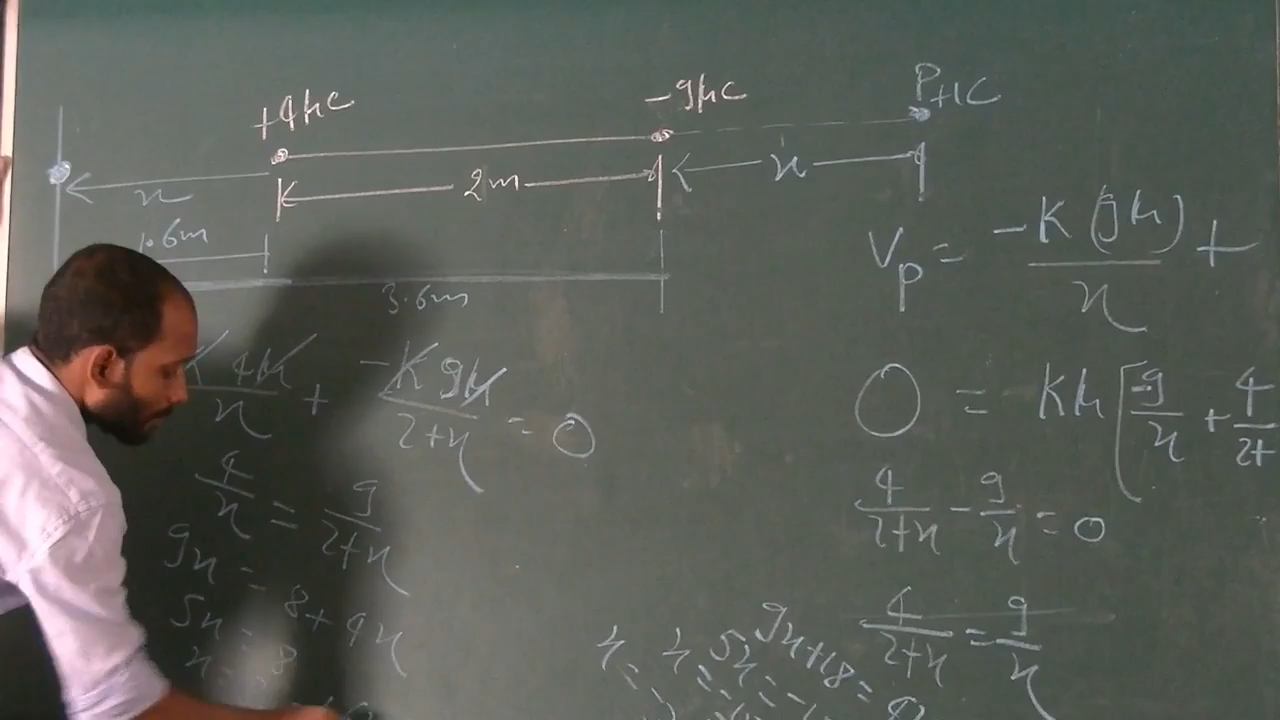 +4μc
-9μc
P+1C
x
2m
x
1.6m
3.6m
Vp = -K(9μ)/x +
K4μ/x + -K9μ/2+x = 0
0 = Kμ[-9/x + 4/2+
4/x = 9/2+x
4/2+x - 9/x = 0
9x = 8+4x
5x = 8
4/2+x = 9/x
9x+18 =